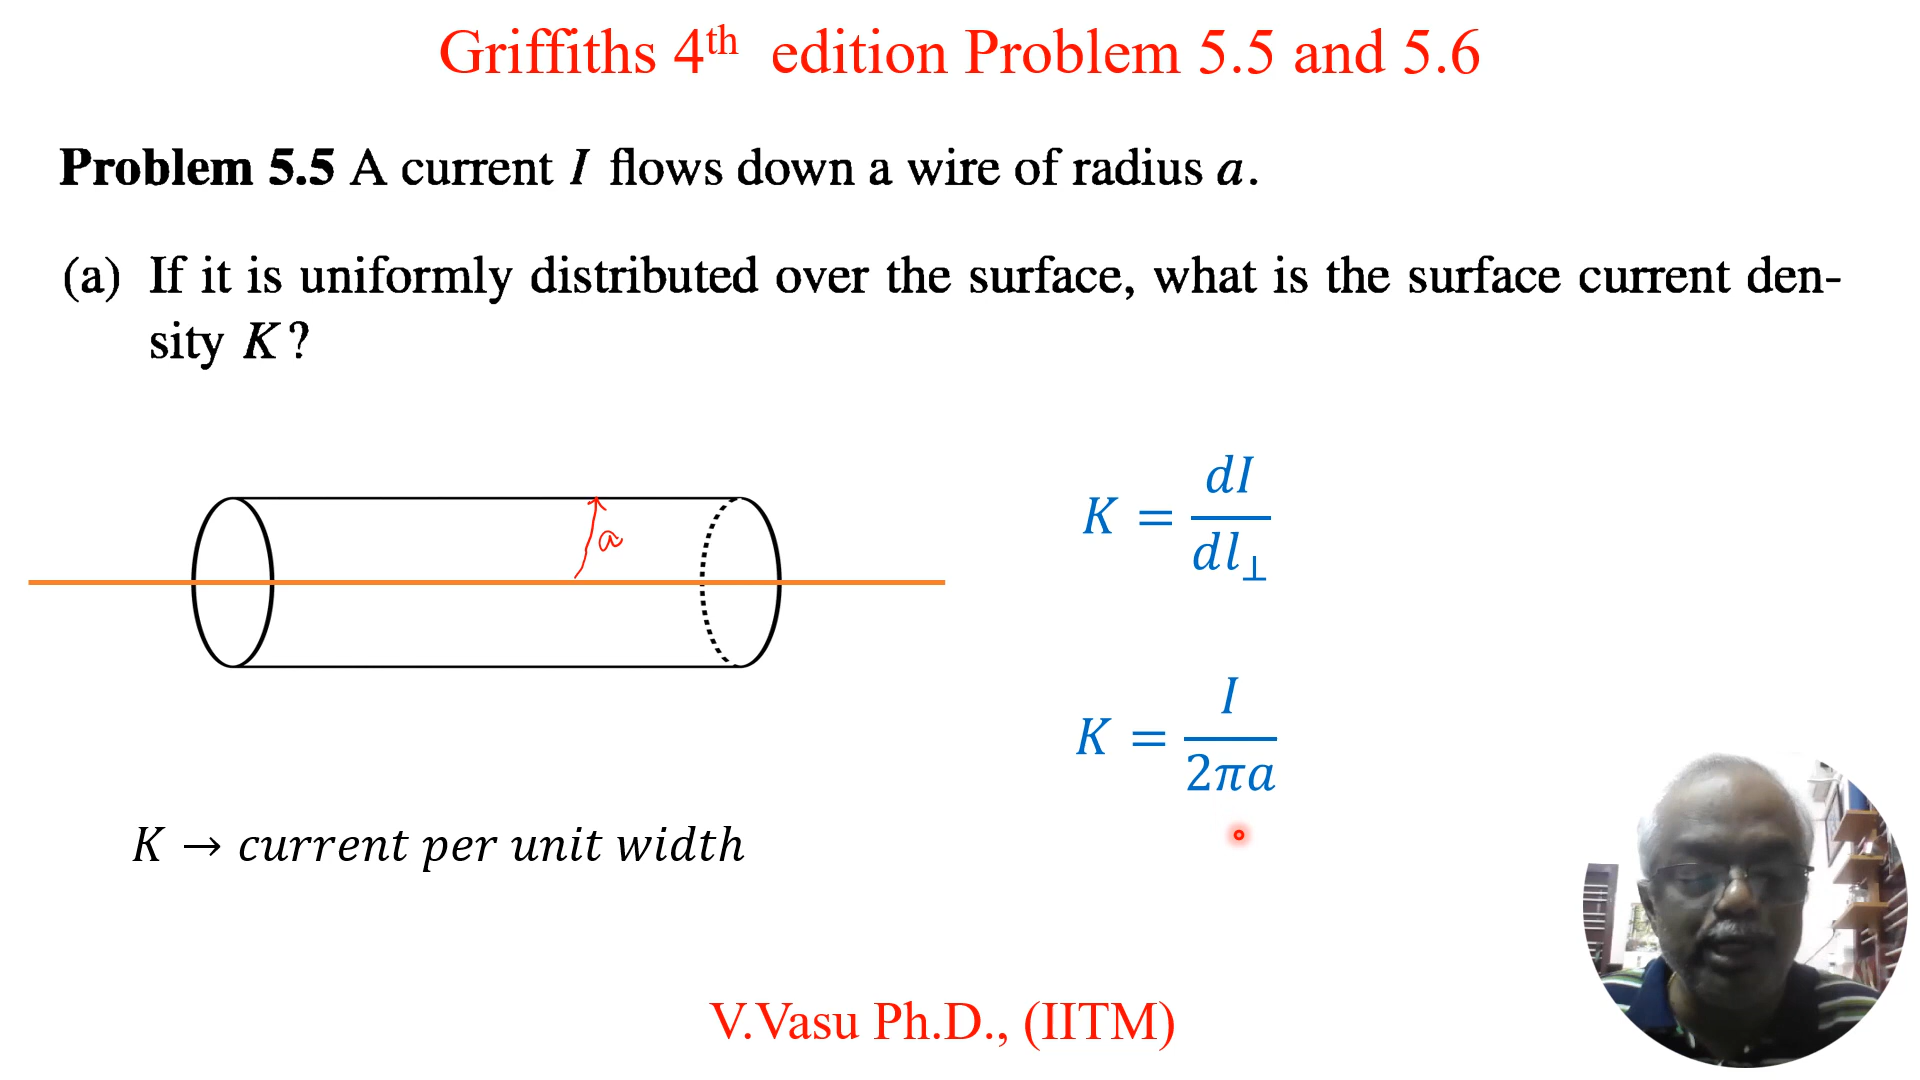 Griffiths 4th edition Problem 5.5 and 5.6
Problem 5.5 A current I flows down a wire of radius a.
(a) If it is uniformly distributed over the surface, what is the surface current den-
sity K?
a
K = dI / dl⊥
K = I / 2πa
K → current per unit width
V.Vasu Ph.D., (IITM)